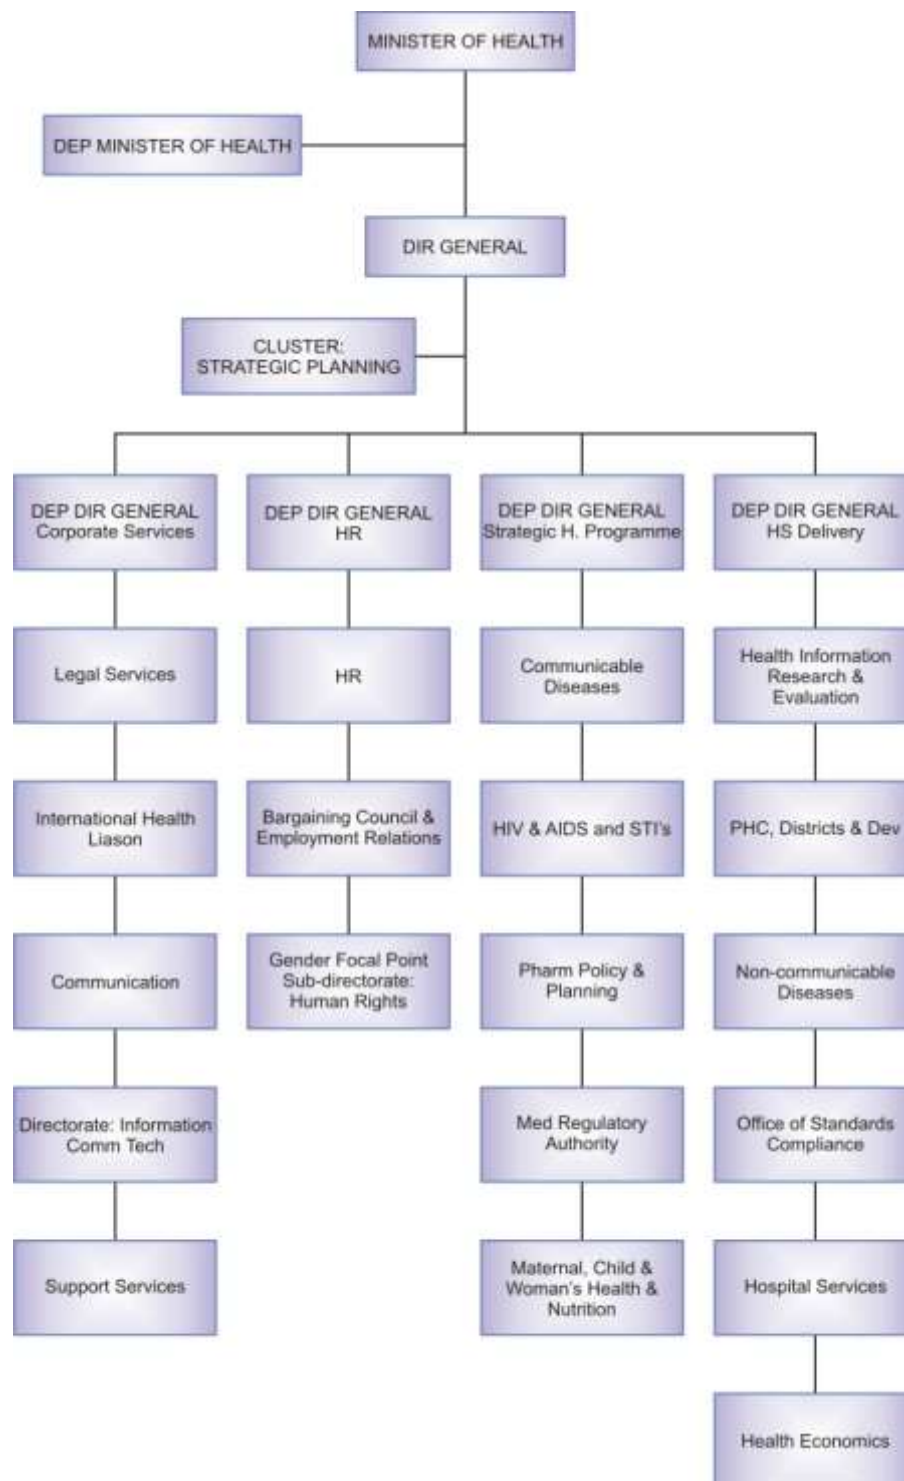 MINISTER OF HEALTH
DEP MINISTER OF HEALTH
DIR GENERAL
CLUSTER:
STRATEGIC PLANNING
DEP DIR GENERAL
Corporate Services
Legal Services
International Health
Liason
Communication
Directorate: Information
Comm Tech
Support Services
DEP DIR GENERAL
HR
HR
Bargaining Council &
Employment Relations
Gender Focal Point
Sub-directorate:
Human Rights
DEP DIR GENERAL
Strategic H. Programme
Communicable
Diseases
HIV & AIDS and STI's
Pharm Policy &
Planning
Med Regulatory
Authority
Maternal, Child &
Woman's Health &
Nutrition
DEP DIR GENERAL
HS Delivery
Health Information
Research &
Evaluation
PHC, Districts & Dev
Non-communicable
Diseases
Office of Standards
Compliance
Hospital Services
Health Economics